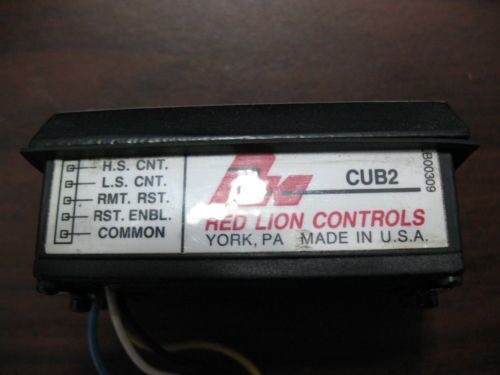 H.S. CNT.
L.S. CNT.
RMT. RST.
RST. ENBL.
COMMON
CUB2
RED LION CONTROLS
YORK, PA MADE IN U.S.A.
B00309